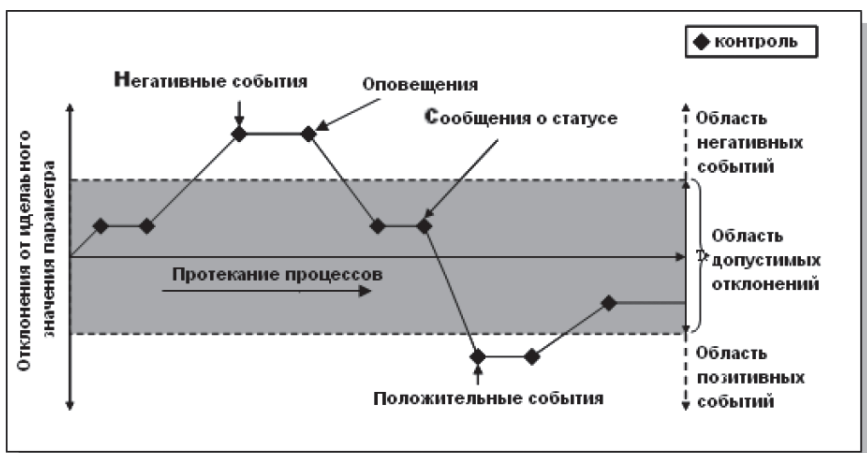 контроль
Негативные события
Оповещения
Сообщения о статусе
Область
негативных
событий
Отклонения от идеального
значения параметра
Область
допустимых
отклонений
Протекание процессов
Область
позитивных
событий
Положительные события